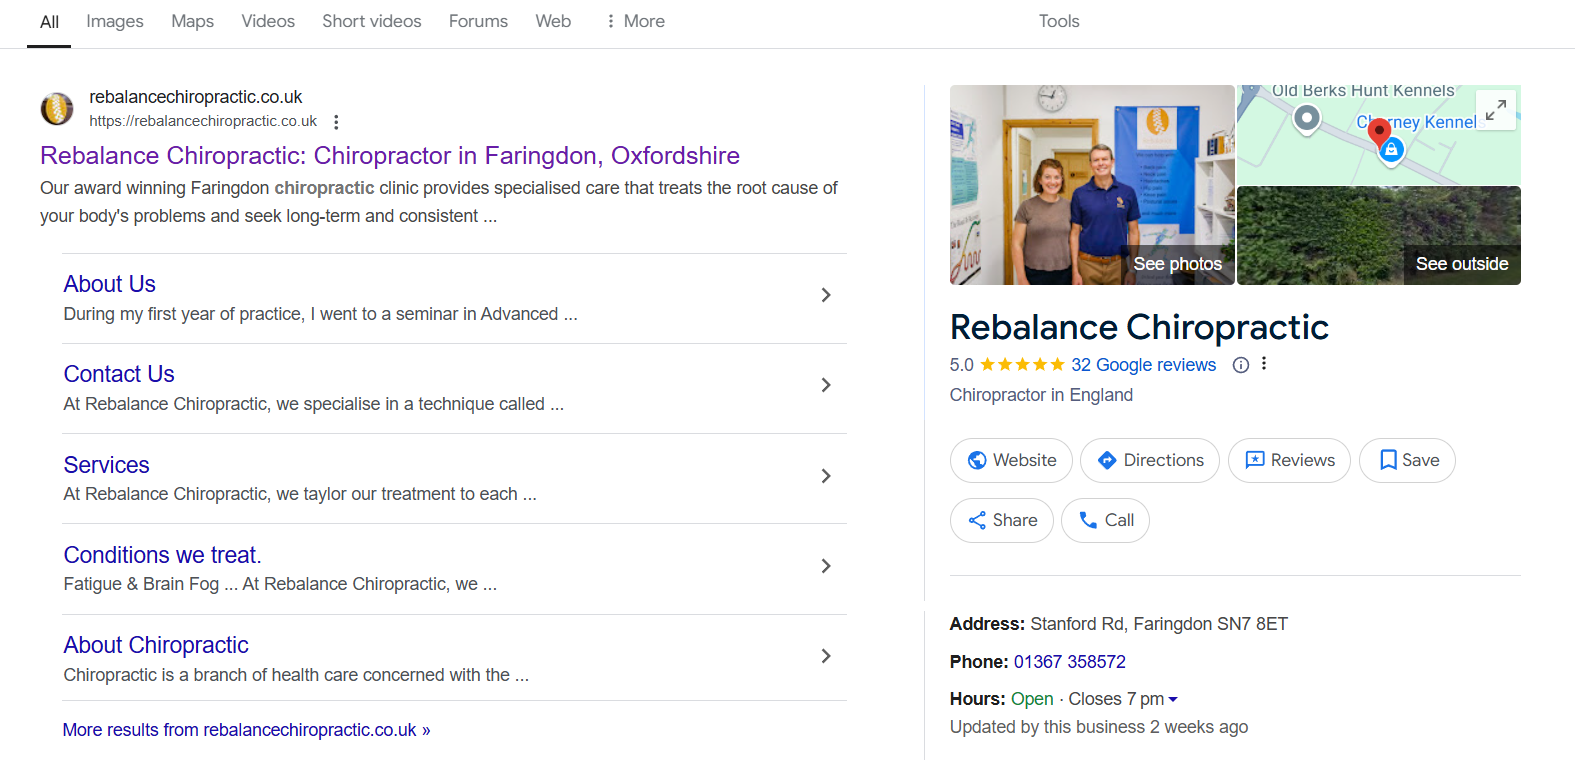 All
Images
Maps
Videos
Short videos
Forums
Web
More
Tools
rebalancechiropractic.co.uk
https://rebalancechiropractic.co.uk
Rebalance Chiropractic: Chiropractor in Faringdon, Oxfordshire
Our award winning Faringdon chiropractic clinic provides specialised care that treats the root cause of
your body's problems and seek long-term and consistent ...
About Us
During my first year of practice, I went to a seminar in Advanced ...
Contact Us
At Rebalance Chiropractic, we specialise in a technique called ...
Services
At Rebalance Chiropractic, we taylor our treatment to each ...
Conditions we treat.
Fatigue & Brain Fog ... At Rebalance Chiropractic, we ...
About Chiropractic
Chiropractic is a branch of health care concerned with the ...
More results from rebalancechiropractic.co.uk »
See photos
Old Berks Hunt Kennels
See outside
Rebalance Chiropractic
5.0 32 Google reviews
Chiropractor in England
Website
Directions
Reviews
Save
Share
Call
Address: Stanford Rd, Faringdon SN7 8ET
Phone: 01367 358572
Hours: Open · Closes 7 pm
Updated by this business 2 weeks ago